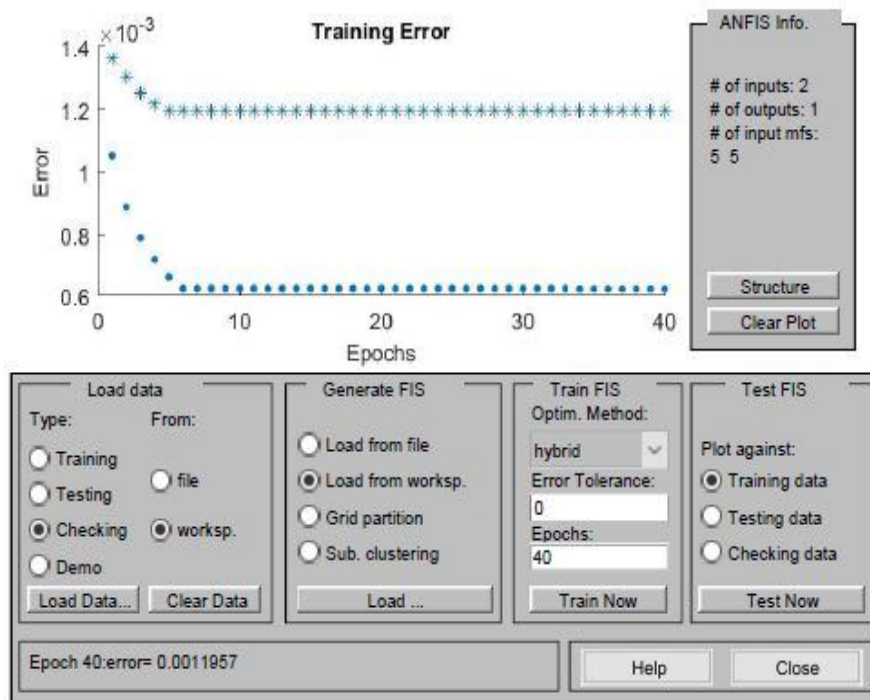 ×10⁻³
Training Error
1.4
1.2
1
0.8
0.6
Error
0
10
20
30
40
Epochs
ANFIS Info.
# of inputs: 2
# of outputs: 1
# of input mfs:
5 5
Structure
Clear Plot
Load data
Type:
From:
Training
Testing
Checking
Demo
file
worksp.
Load Data...
Clear Data
Generate FIS
Load from file
Load from worksp.
Grid partition
Sub. clustering
Load ...
Train FIS
Optim. Method:
hybrid
Error Tolerance:
0
Epochs:
40
Train Now
Test FIS
Plot against:
Training data
Testing data
Checking data
Test Now
Epoch 40:error= 0.0011957
Help
Close